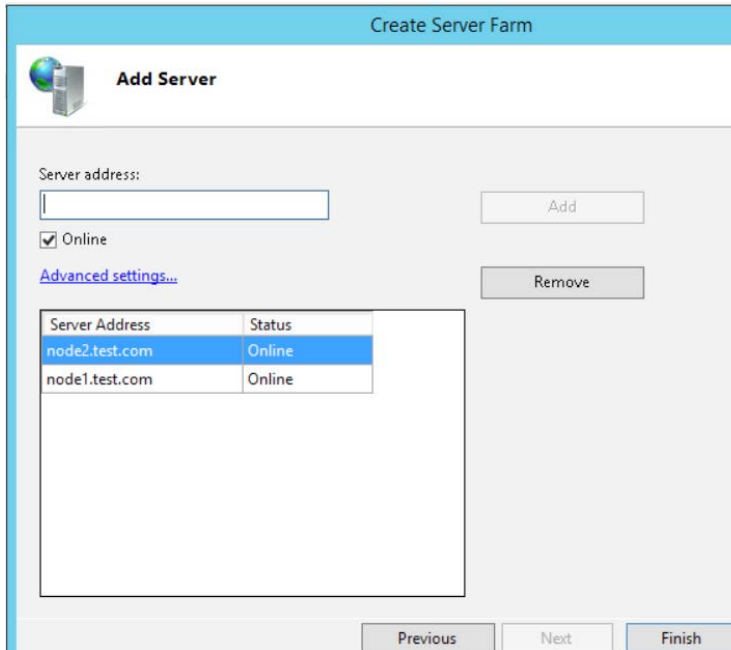 Create Server Farm
Add Server
Server address:
Add
Online
Advanced settings...
Remove
Server Address Status
node2.test.com Online
node1.test.com Online
Previous Next Finish